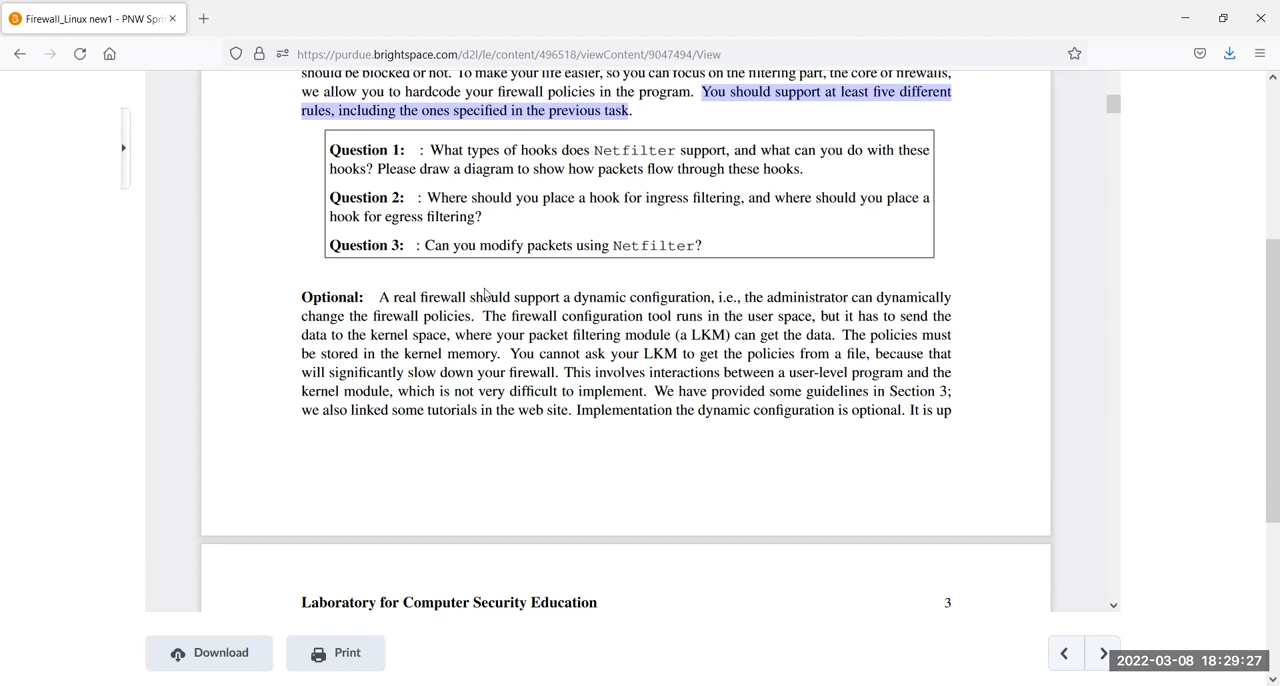 Firewall_Linux new1 - PNW Spri
https://purdue.brightspace.com/d2l/le/content/496518/viewContent/9047494/View
should be blocked or not. To make your life easier, so you can focus on the filtering part, the core of firewalls,
we allow you to hardcode your firewall policies in the program. You should support at least five different
rules, including the ones specified in the previous task.
Question 1: : What types of hooks does Netfilter support, and what can you do with these
hooks? Please draw a diagram to show how packets flow through these hooks.
Question 2: : Where should you place a hook for ingress filtering, and where should you place a
hook for egress filtering?
Question 3: : Can you modify packets using Netfilter?
Optional: A real firewall should support a dynamic configuration, i.e., the administrator can dynamically
change the firewall policies. The firewall configuration tool runs in the user space, but it has to send the
data to the kernel space, where your packet filtering module (a LKM) can get the data. The policies must
be stored in the kernel memory. You cannot ask your LKM to get the policies from a file, because that
will significantly slow down your firewall. This involves interactions between a user-level program and the
kernel module, which is not very difficult to implement. We have provided some guidelines in Section 3;
we also linked some tutorials in the web site. Implementation the dynamic configuration is optional. It is up
Laboratory for Computer Security Education 3
Download Print
2022-03-08 18:29:27